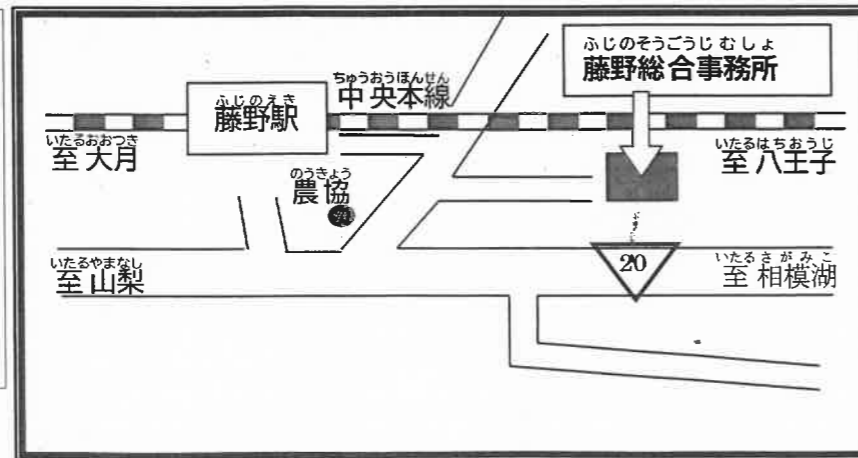 ふじのそうごうじむしょ
藤野総合事務所
ちゅうおうほんせん
中央本線
ふじのえき
藤野駅
いたるおおつき
至大月
いたるはちおうじ
至八王子
のうきょう
農協
いたるやまなし
至山梨
20
いたるさがみこ
至相模湖